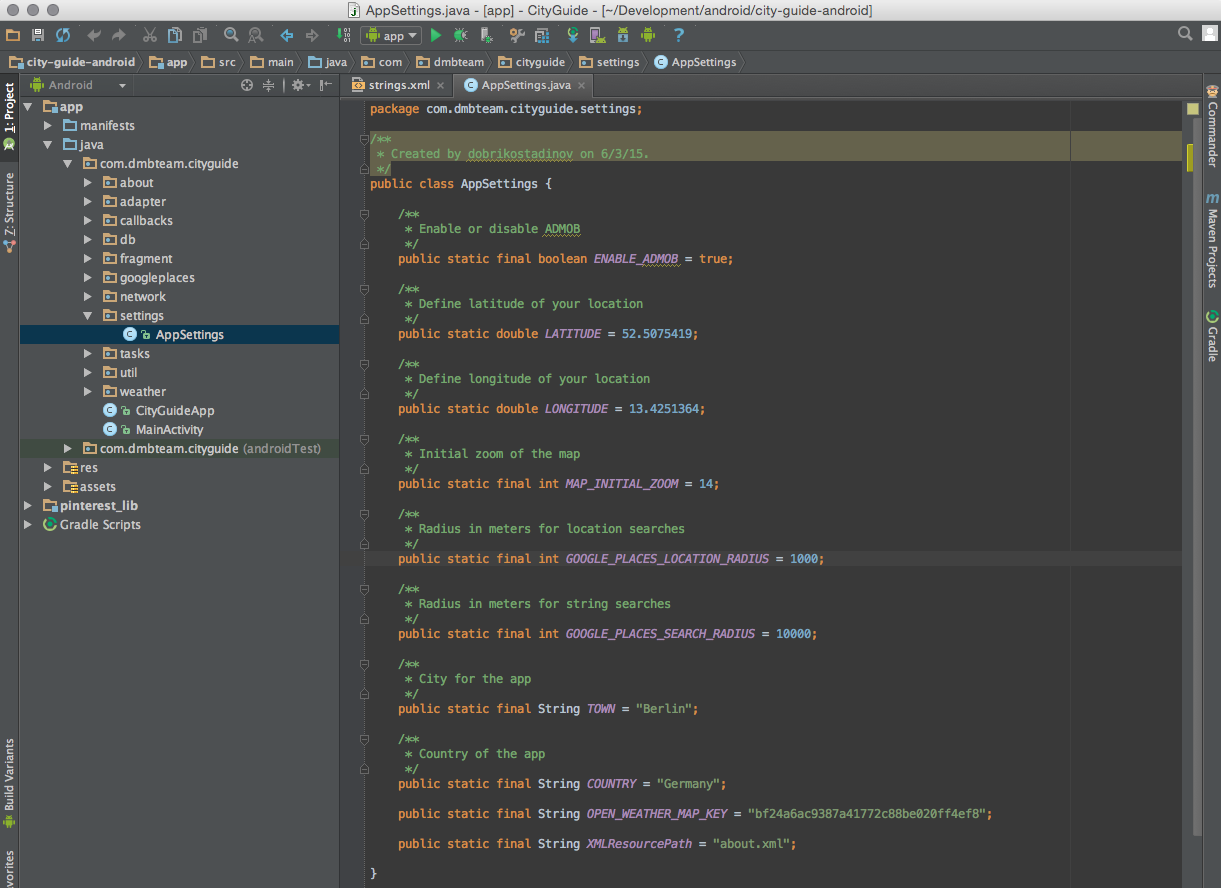 AppSettings.java - [app] - CityGuide - [~/Development/android/city-guide-android]
app
city-guide-android app src main java com dmbteam cityguide settings AppSettings
Android
strings.xml AppSettings.java
1: Project
Z: Structure
Build Variants
vorites
app
manifests
java
com.dmbteam.cityguide
about
adapter
callbacks
db
fragment
googleplaces
network
settings
AppSettings
tasks
util
weather
CityGuideApp
MainActivity
com.dmbteam.cityguide (androidTest)
res
assets
pinterest_lib
Gradle Scripts
package com.dmbteam.cityguide.settings;
/**
* Created by dobrikostadinov on 6/3/15.
*/
public class AppSettings {
/**
* Enable or disable ADMOB
*/
public static final boolean ENABLE_ADMOB = true;
/**
* Define latitude of your location
*/
public static double LATITUDE = 52.5075419;
/**
* Define longitude of your location
*/
public static double LONGITUDE = 13.4251364;
/**
* Initial zoom of the map
*/
public static final int MAP_INITIAL_ZOOM = 14;
/**
* Radius in meters for location searches
*/
public static final int GOOGLE_PLACES_LOCATION_RADIUS = 1000;
/**
* Radius in meters for string searches
*/
public static final int GOOGLE_PLACES_SEARCH_RADIUS = 10000;
/**
* City for the app
*/
public static final String TOWN = "Berlin";
/**
* Country of the app
*/
public static final String COUNTRY = "Germany";
public static final String OPEN_WEATHER_MAP_KEY = "bf24a6ac9387a41772c88be020ff4ef8";
public static final String XMLResourcePath = "about.xml";
}
Commander
Maven Projects
Gradle